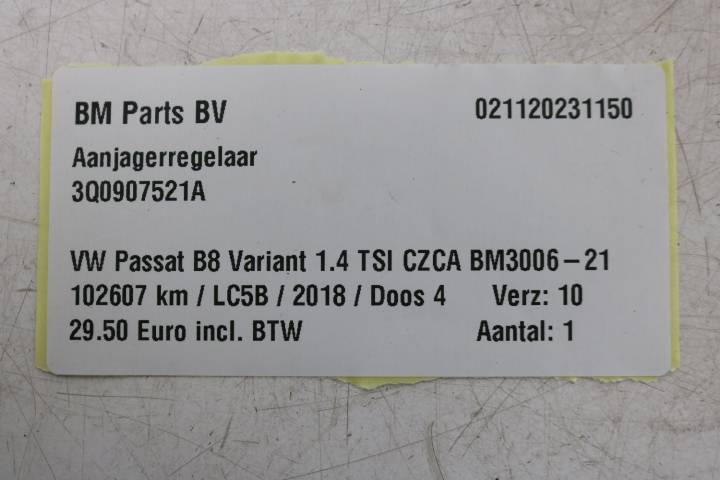 BM Parts BV 021120231150
Aanjagerregelaar
3Q0907521A
VW Passat B8 Variant 1.4 TSI CZCA BM3006-21
102607 km / LC5B / 2018 / Doos 4 Verz: 10
29.50 Euro incl. BTW Aantal: 1